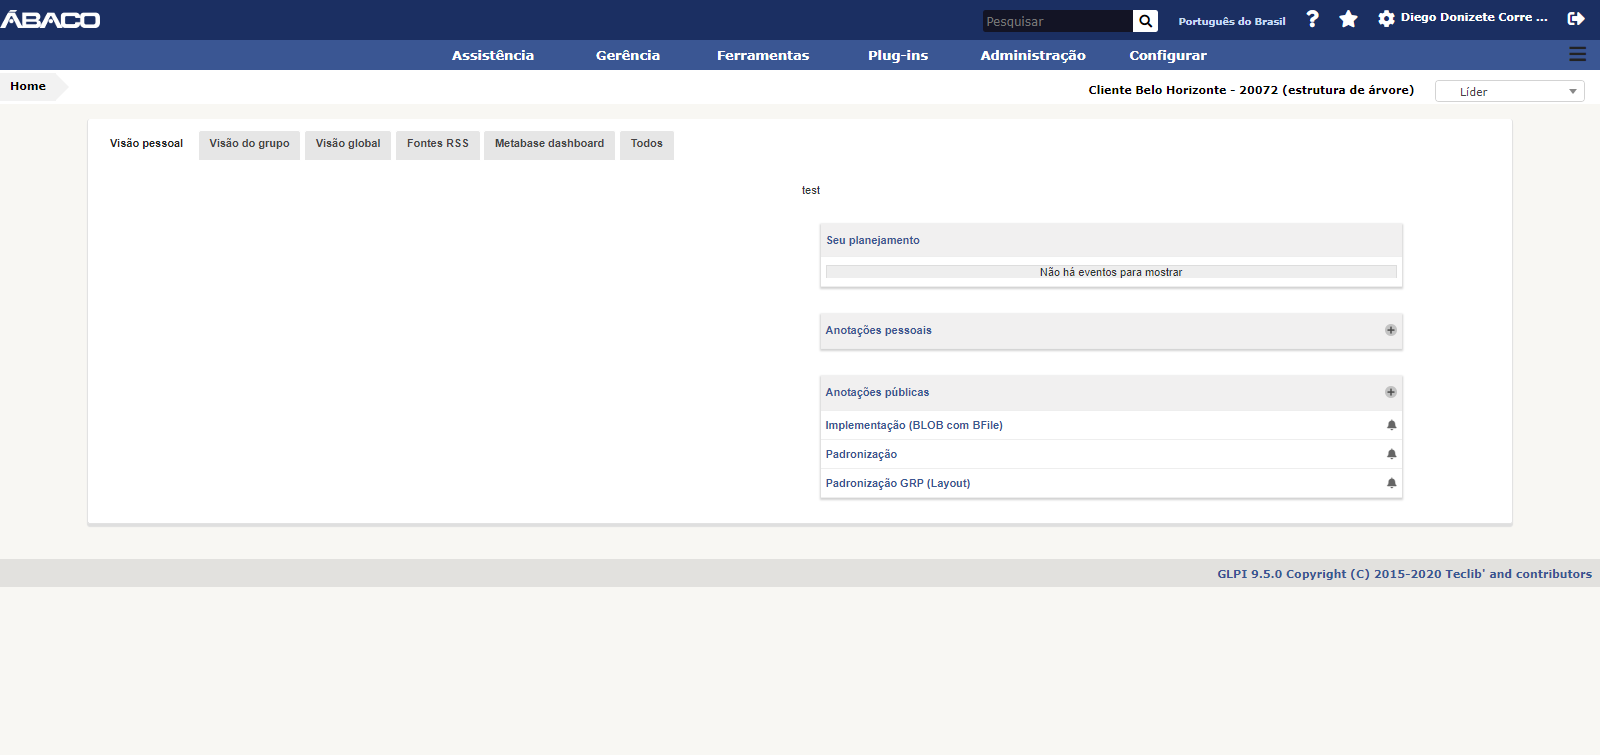 ÁBACO
Pesquisar
Português do Brasil
Diego Donizete Corre ...
Assistência Gerência Ferramentas Plug-ins Administração Configurar
Home
Cliente Belo Horizonte - 20072 (estrutura de árvore)
Líder
Visão pessoal Visão do grupo Visão global Fontes RSS Metabase dashboard Todos
test
Seu planejamento
Não há eventos para mostrar
Anotações pessoais
Anotações públicas
Implementação (BLOB com BFile)
Padronização
Padronização GRP (Layout)
GLPI 9.5.0 Copyright (C) 2015-2020 Teclib' and contributors